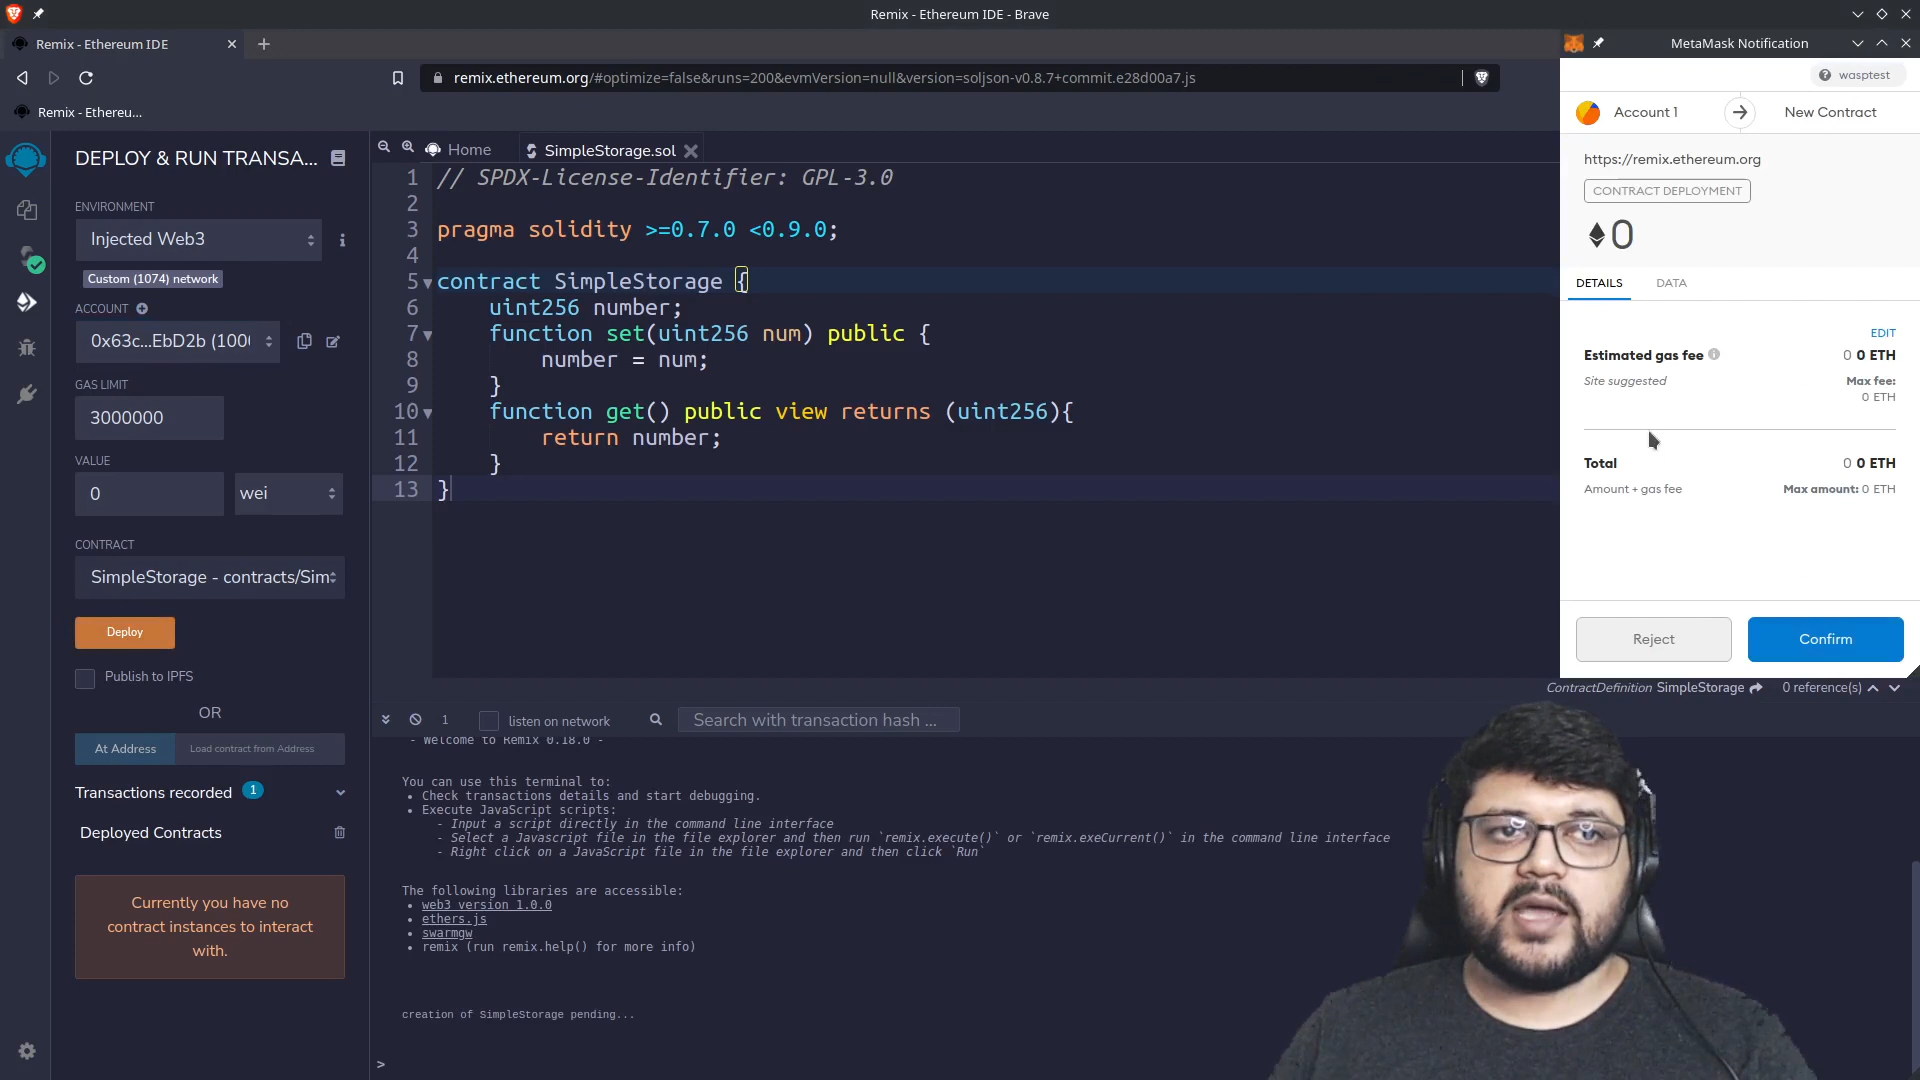 Remix - Ethereum IDE - Brave
Remix - Ethereum IDE
remix.ethereum.org/#optimize=false&runs=200&evmVersion=null&version=soljson-v0.8.7+commit.e28d00a7.js
Remix - Ethereu...
DEPLOY & RUN TRANSA...
ENVIRONMENT
Injected Web3
Custom (1074) network
ACCOUNT
0x63c...EbD2b (100
GAS LIMIT
3000000
VALUE
0
wei
CONTRACT
SimpleStorage - contracts/Sim
Deploy
Publish to IPFS
OR
At Address
Load contract from Address
Transactions recorded 1
Deployed Contracts
Currently you have no
contract instances to interact
with.
Home
SimpleStorage.sol
1 // SPDX-License-Identifier: GPL-3.0
2
3 pragma solidity >=0.7.0 <0.9.0;
4
5 contract SimpleStorage {
6 uint256 number;
7 function set(uint256 num) public {
8 number = num;
9 }
10 function get() public view returns (uint256){
11 return number;
12 }
13 }
ContractDefinition SimpleStorage
0 reference(s)
1
listen on network
Search with transaction hash ...
- Welcome to Remix 0.18.0 -
You can use this terminal to:
• Check transactions details and start debugging.
• Execute JavaScript scripts:
- Input a script directly in the command line interface
- Select a Javascript file in the file explorer and then run `remix.execute()` or `remix.exeCurrent()` in the command line interface
- Right click on a JavaScript file in the file explorer and then click `Run`
The following libraries are accessible:
• web3 version 1.0.0
• ethers.js
• swarmgw
• remix (run remix.help() for more info)
creation of SimpleStorage pending...
>
MetaMask Notification
wasptest
Account 1
New Contract
https://remix.ethereum.org
CONTRACT DEPLOYMENT
0
DETAILS
DATA
EDIT
Estimated gas fee
0 0 ETH
Site suggested
Max fee:
0 ETH
Total
0 0 ETH
Amount + gas fee
Max amount: 0 ETH
Reject
Confirm